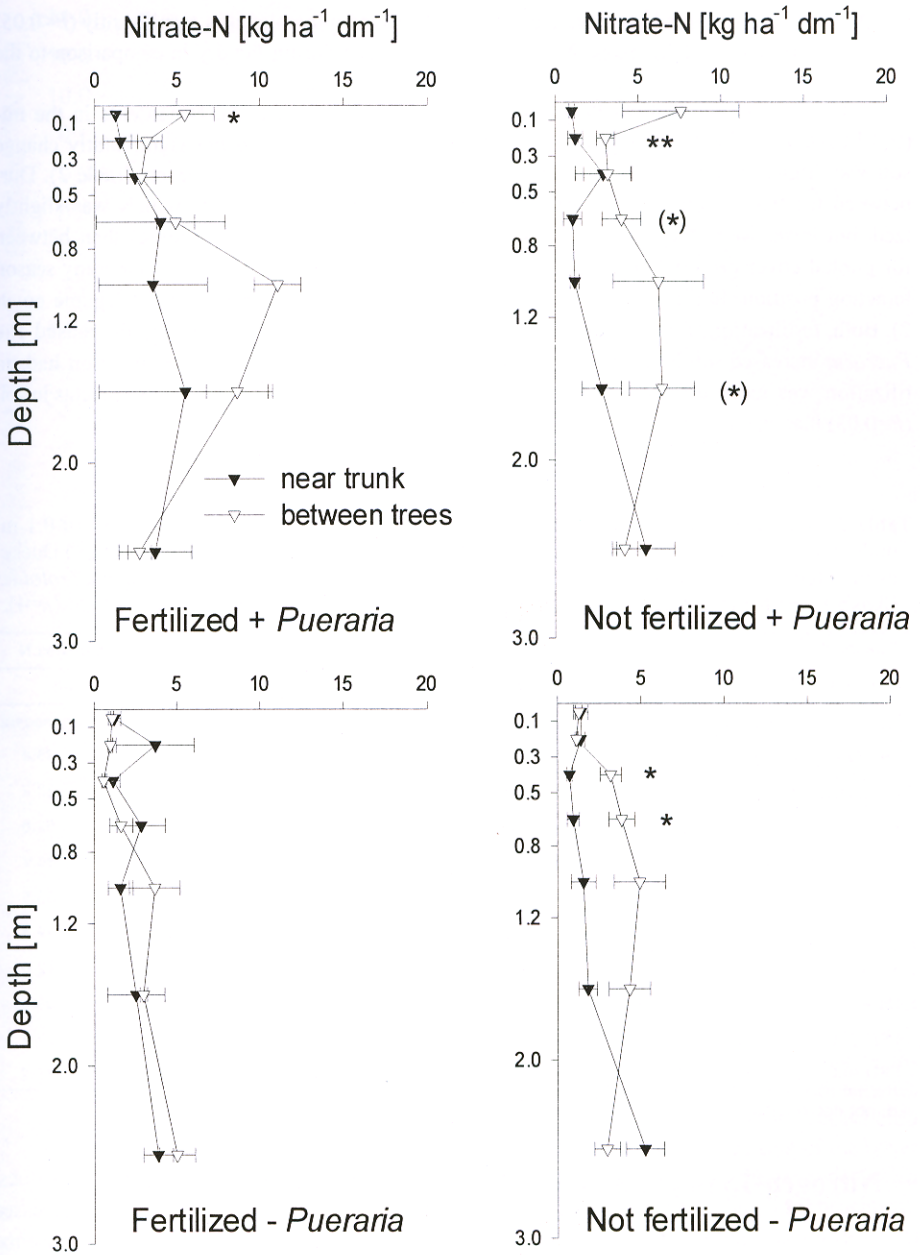 Nitrate-N [kg ha⁻¹ dm⁻¹]
0 5 10 15 20
0.1
0.3
0.5
0.8
1.2
2.0
3.0
Depth [m]
*
near trunk
between trees
Fertilized + Pueraria
Nitrate-N [kg ha⁻¹ dm⁻¹]
0 5 10 15 20
0.1
0.3
0.5
0.8
1.2
2.0
3.0
**
(*)
(*)
Not fertilized + Pueraria
0 5 10 15 20
0.1
0.3
0.5
0.8
1.2
2.0
3.0
Depth [m]
Fertilized - Pueraria
0 5 10 15 20
0.1
0.3
0.5
0.8
1.2
2.0
3.0
*
*
Not fertilized - Pueraria